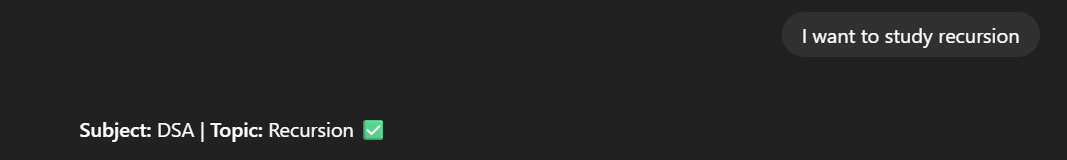 I want to study recursion
Subject: DSA | Topic: Recursion ✅